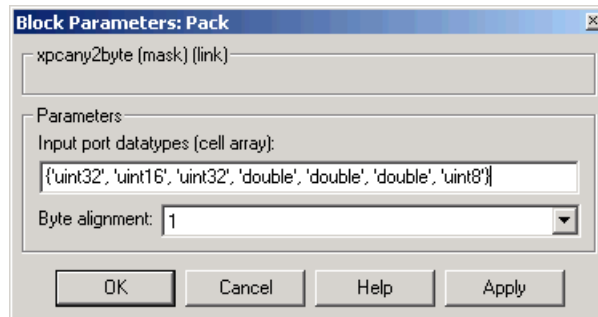 Block Parameters: Pack
xpcany2byte (mask) (link)
Parameters
Input port datatypes (cell array):
{'uint32', 'uint16', 'uint32', 'double', 'double', 'double', 'uint8'}
Byte alignment: 1
OK Cancel Help Apply